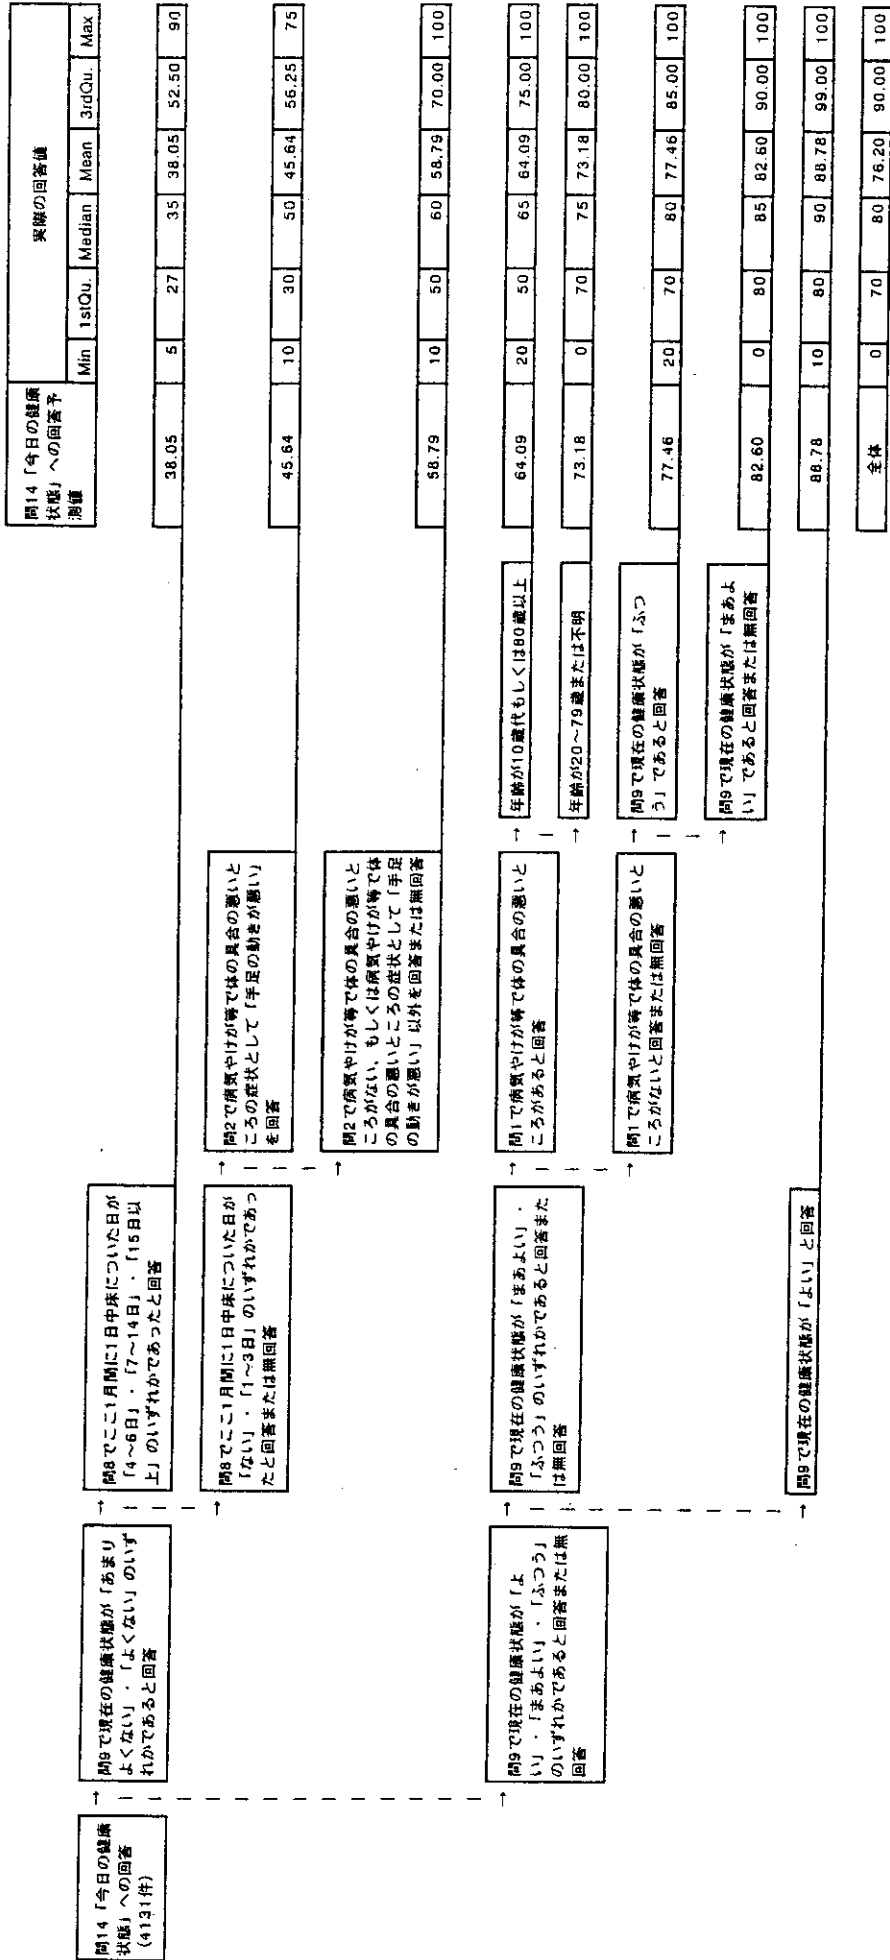 問14「今日の健康
状態」への回答
(4131件)
問9で現在の健康状態が「あまり
よくない」・「よくない」のいず
れかであると回答
問9で現在の健康状態が「よ
い」・「まあよい」・「ふつう」
のいずれかであると回答または無
回答
問8でここ1月間に1日中床についた日が
「4～6日」・「7～14日」・「15日以
上」のいずれかであったと回答
問8でここ1月間に1日中床についた日が
「ない」・「1～3日」のいずれかであっ
たと回答または無回答
問9で現在の健康状態が「まあよい」・
「ふつう」のいずれかであると回答また
は無回答
問9で現在の健康状態が「よい」と回答
問2で病気やけが等で体の具合の悪いと
ころの症状として「手足の動きが悪い」
を回答
問2で病気やけが等で体の具合の悪いと
ころがない、もしくは病気やけが等で体
の具合の悪いところの症状として「手足
の動きが悪い」以外を回答または無回答
問1で病気やけが等で体の具合の悪いと
ころがあると回答
問1で病気やけが等で体の具合の悪いと
ころがないと回答または無回答
年齢が10歳代もしくは80歳以上
年齢が20～79歳または不明
問9で現在の健康状態が「ふつ
う」であると回答
問9で現在の健康状態が「まあよ
い」であると回答または無回答
問14「今日の健康
状態」への回答予
測値
実際の回答値
Min 1stQu. Median Mean 3rdQu. Max
38.05 5 27 35 38.05 52.50 90
45.64 10 30 50 45.64 56.25 75
58.79 10 50 60 58.79 70.00 100
64.09 20 50 65 64.09 75.00 100
73.18 0 70 75 73.18 80.00 100
77.46 20 70 80 77.46 85.00 100
82.60 0 80 85 82.60 90.00 100
88.78 10 80 90 88.78 99.00 100
全体 0 70 80 76.20 90.00 100